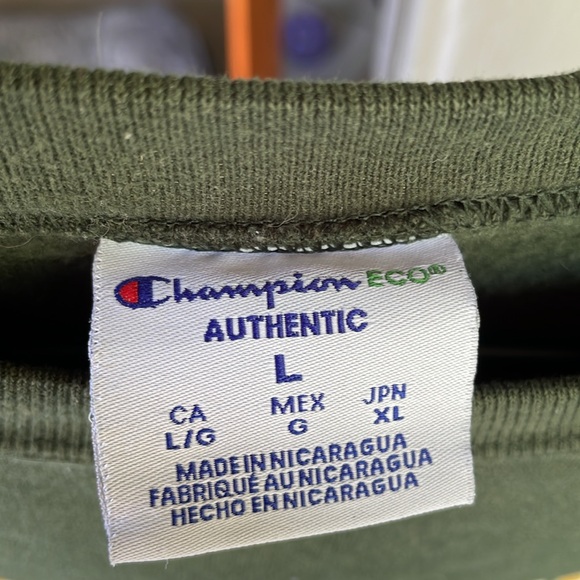 Champion ECO®
AUTHENTIC
L
CA MEX JPN
L/G G XL
MADE IN NICARAGUA
FABRIQUÉ AU NICARAGUA
HECHO EN NICARAGUA